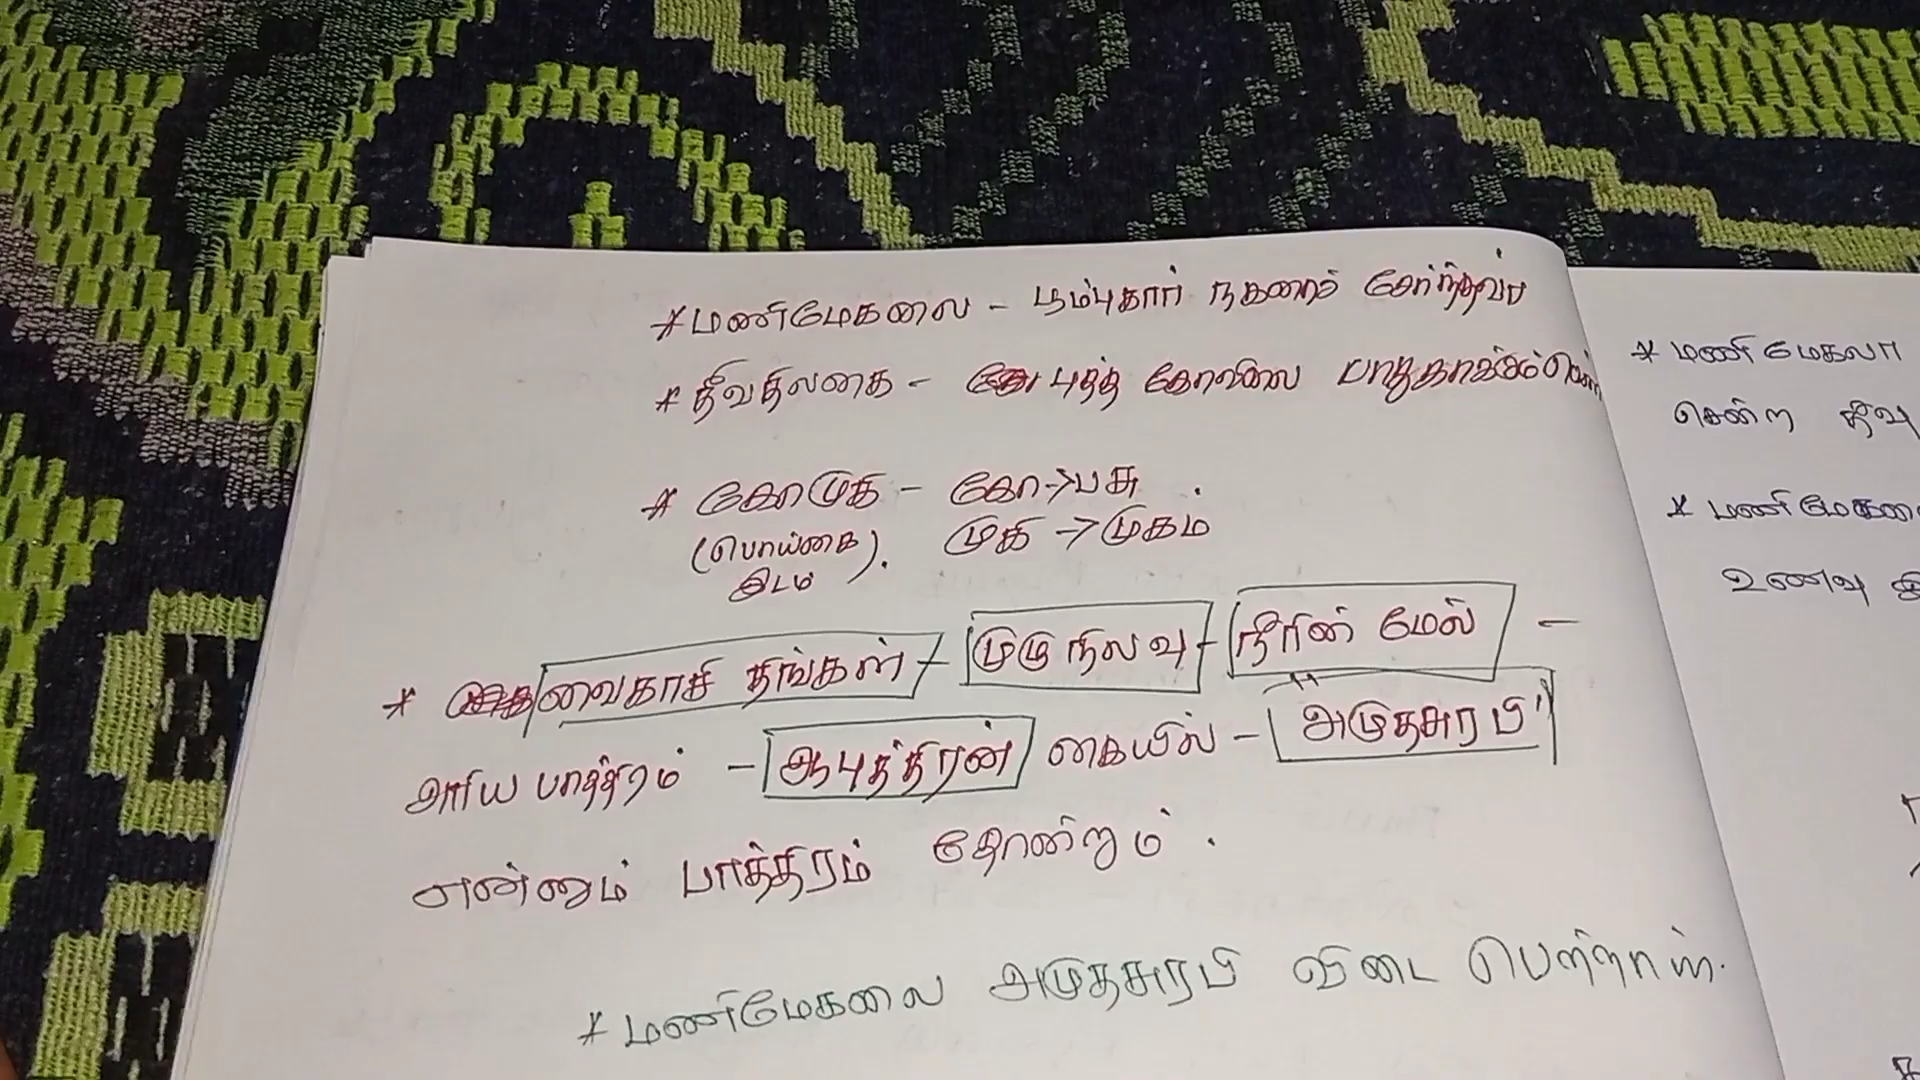 * மணிமேகலை - பூம்புகார் நகரைச் சேர்ந்தவர்
* தீவதிலகை - புத்த கோவிலை பாதுகாக்கும் பெண்
* கோமுகி - கோ → பசு
(பொய்கை). முகி → முகம்
இடம்
* வைகாசி திங்கள் - முழு நிலவு - நீரின் மேல் -
அரிய பாத்திரம் - ஆபுத்திரன் கையில் - "அமுதசுரபி"
என்னும் பாத்திரம் தோன்றும்.
* மணிமேகலை அமுதசுரபி விடை பெற்றாள்.
* மணிமேகலா
சென்ற தீவு
* மணிமேகலை
உணவு